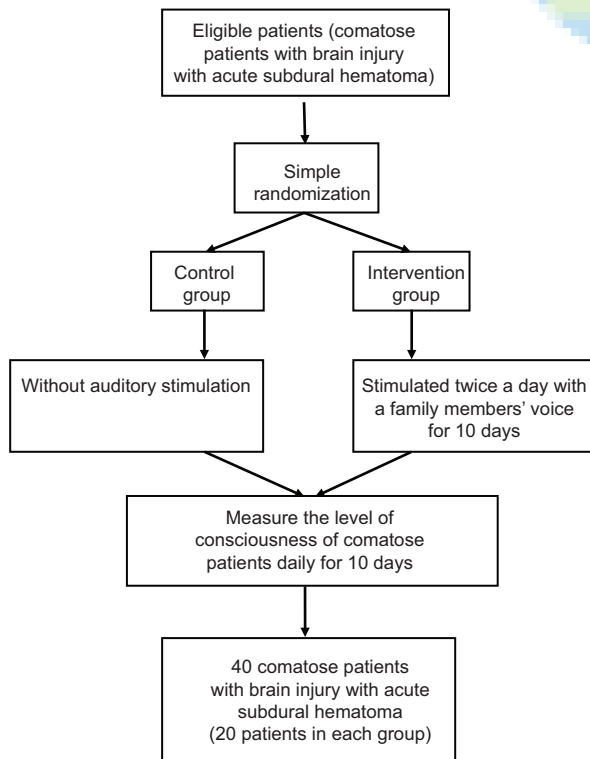 Eligible patients (comatose
patients with brain injury
with acute subdural hematoma)
Simple
randomization
Control
group
Intervention
group
Without auditory stimulation
Stimulated twice a day with
a family members’ voice
for 10 days
Measure the level of
consciousness of comatose
patients daily for 10 days
40 comatose patients
with brain injury with acute
subdural hematoma
(20 patients in each group)